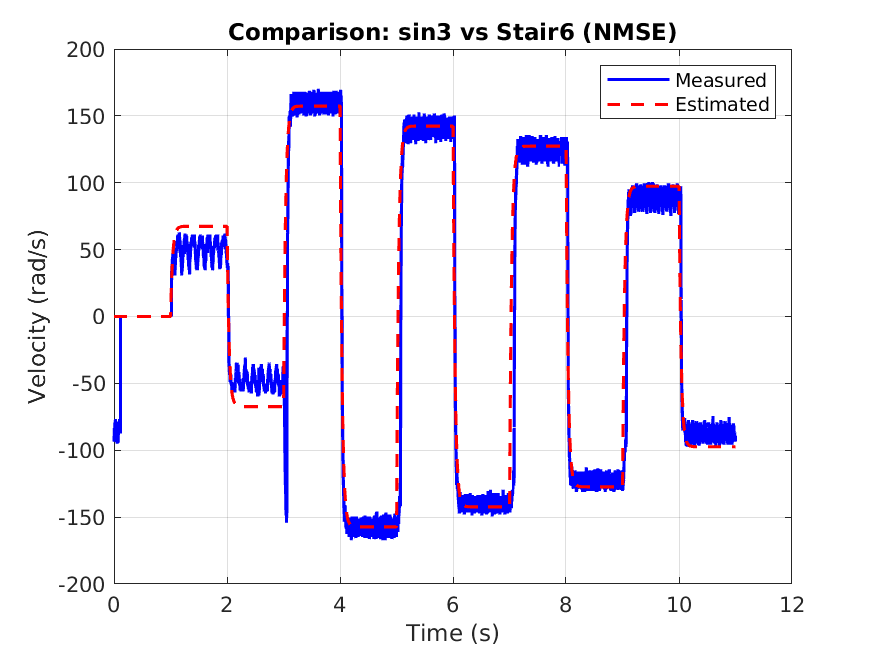 Comparison: sin3 vs Stair6 (NMSE)
Measured
Estimated
Velocity (rad/s)
200
150
100
50
0
-50
-100
-150
-200
0 2 4 6 8 10 12
Time (s)